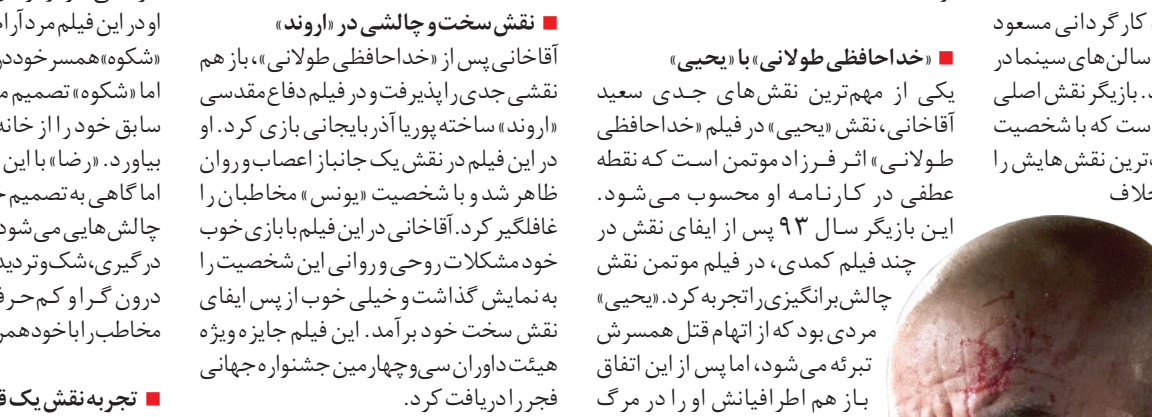 کارگردانی مسعود
سالن‌های سینما در
بازیگر نقش اصلی
است که با شخصیت
نقش‌هایش را
«خداحافظی طولانی» با «یحیی»
یکی از مهم‌ترین نقش‌های جدی سعید
آقاخانی، نقش «یحیی» در فیلم «خداحافظی
طولانی» اثر فرزاد موتمن است که نقطه
عطفی در کارنامه او محسوب می‌شود.
این بازیگر سال ۹۳ پس از ایفای نقش در
چند فیلم کمدی، در فیلم موتمن نقش
چالش‌برانگیزی را تجربه کرد. «یحیی»
مردی بود که از اتهام قتل همسرش
تبرئه می‌شود، اما پس از این اتفاق
باز هم اطرافیانش او را در مرگ
نقش سخت و چالشی در «اروند»
آقاخانی پس از «خداحافظی طولانی»، باز هم
نقشی جدی را پذیرفت و در فیلم دفاع مقدسی
«اروند» ساخته پوریا آذربایجانی بازی کرد. او
در این فیلم در نقش یک جانباز اعصاب و روان
ظاهر شد و با شخصیت «یونس» مخاطبان را
غافلگیر کرد. آقاخانی در این فیلم با بازی خوب
خود مشکلات روحی و روانی این شخصیت را
به نمایش گذاشت و خیلی خوب از پس ایفای
نقش سخت خود برآمد. این فیلم جایزه ویژه
هیئت داوران سی‌وچهارمین جشنواره جهانی
فجر را دریافت کرد.
او در این فیلم مرد
«شکوه» همسر خود
اما «شکوه» تصمیم
سابق خود را از خانه
بیاورد. «رضا» با این
اما گاهی به تصمیم
چالش‌هایی می‌شود
درگیری، شک و تردید
درون‌گرا و کم‌حرف
مخاطب را با خود
تجربه نقش یک